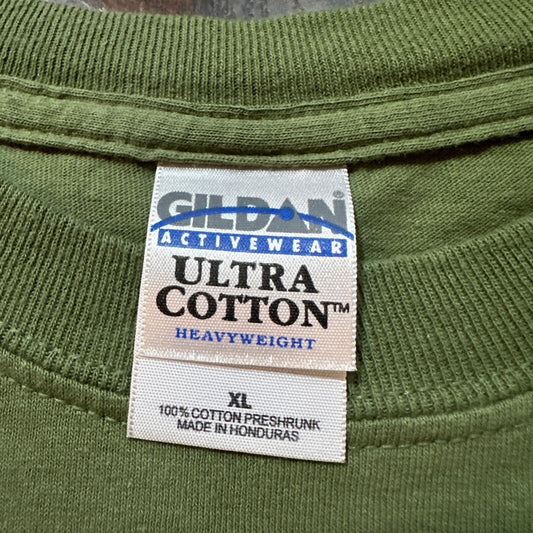 GILDAN
ACTIVEWEAR
ULTRA
COTTON™
HEAVYWEIGHT
XL
100% COTTON PRESHRUNK
MADE IN HONDURAS